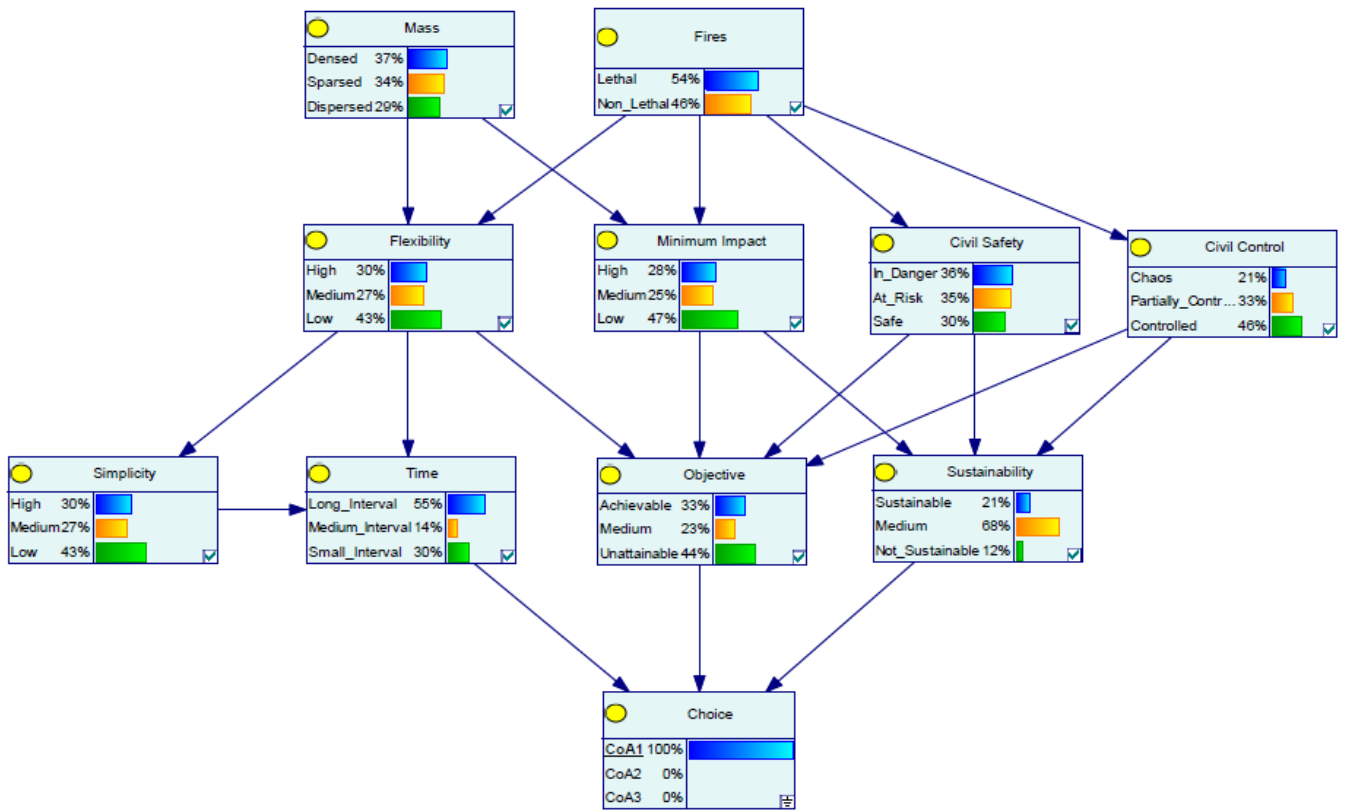 Mass
Densed 37%
Sparsed 34%
Dispersed 29%
Fires
Lethal 54%
Non_Lethal 46%
Flexibility
High 30%
Medium 27%
Low 43%
Minimum Impact
High 28%
Medium 25%
Low 47%
Civil Safety
In_Danger 36%
At_Risk 35%
Safe 30%
Civil Control
Chaos 21%
Partially_Contr... 33%
Controlled 46%
Simplicity
High 30%
Medium 27%
Low 43%
Time
Long_Interval 55%
Medium_Interval 14%
Small_Interval 30%
Objective
Achievable 33%
Medium 23%
Unattainable 44%
Sustainability
Sustainable 21%
Medium 68%
Not_Sustainable 12%
Choice
CoA1 100%
CoA2 0%
CoA3 0%